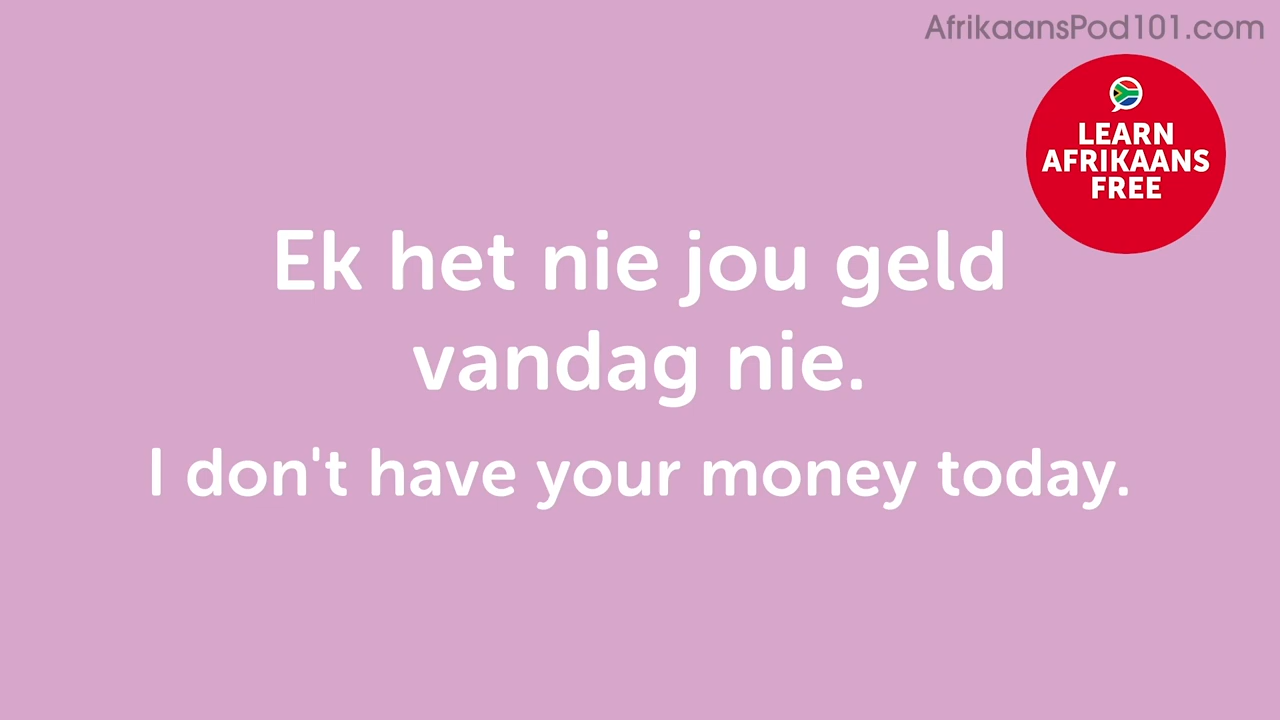 AfrikaansPod101.com
LEARN
AFRIKAANS
FREE
Ek het nie jou geld
vandag nie.
I don't have your money today.